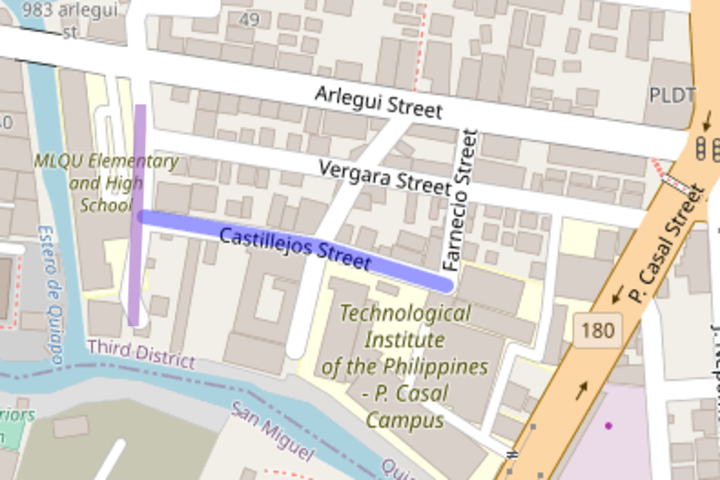 983 arlegui
st
49
Arlegui Street
PLDT
MLQU Elementary
and High
School
Vergara Street
Farnecio Street
Castillejos Street
P. Casal Street
Estero de Quiapo
180
Technological
Institute
of the Philippines
- P. Casal
Campus
Third District
San Miguel